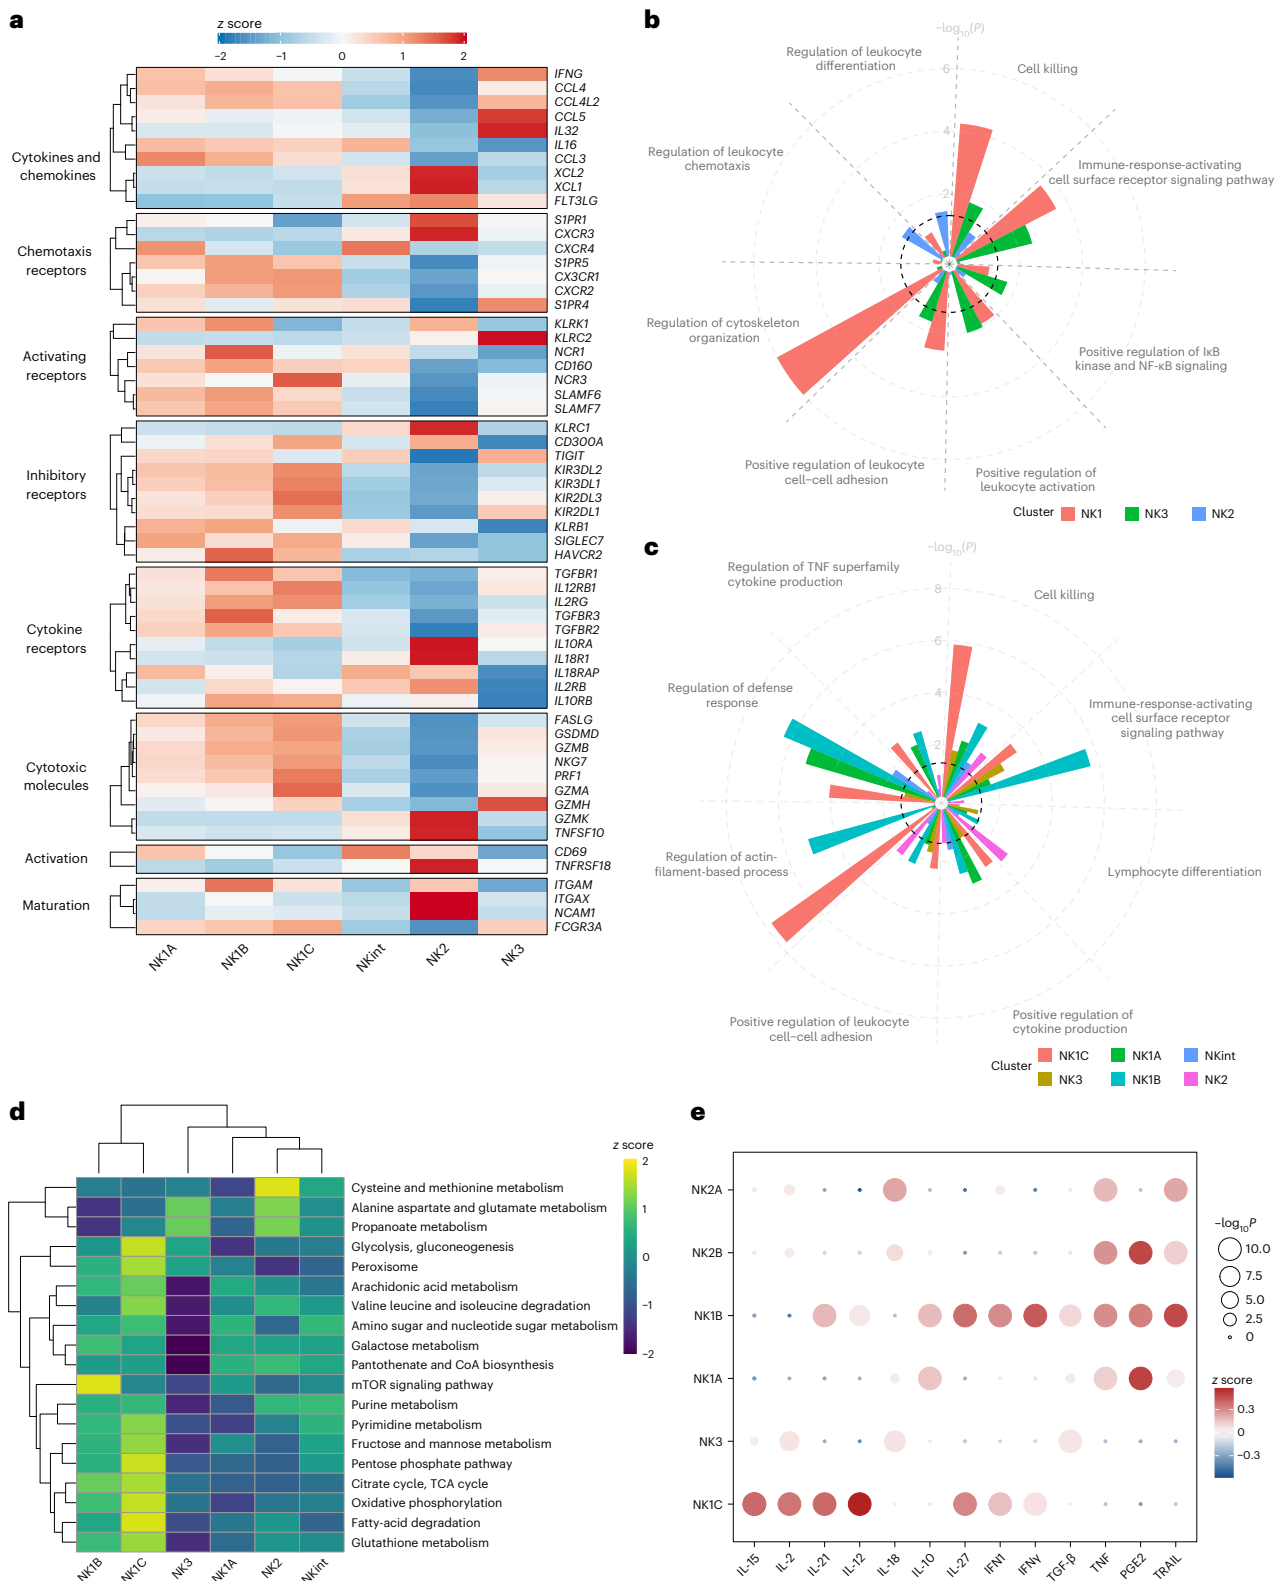 a
z score
−2 −1 0 1 2
Cytokines and
chemokines
IFNG
CCL4
CCL4L2
CCL5
IL32
IL16
CCL3
XCL2
XCL1
FLT3LG
Chemotaxis
receptors
S1PR1
CXCR3
CXCR4
S1PR5
CX3CR1
CXCR2
S1PR4
Activating
receptors
KLRK1
KLRC2
NCR1
CD160
NCR3
SLAMF6
SLAMF7
Inhibitory
receptors
KLRC1
CD300A
TIGIT
KIR3DL2
KIR3DL1
KIR2DL3
KIR2DL1
KLRB1
SIGLEC7
HAVCR2
Cytokine
receptors
TGFBR1
IL12RB1
IL2RG
TGFBR3
TGFBR2
IL10RA
IL18R1
IL18RAP
IL2RB
IL10RB
Cytotoxic
molecules
FASLG
GSDMD
GZMB
NKG7
PRF1
GZMA
GZMH
GZMK
TNFSF10
Activation
CD69
TNFRSF18
Maturation
ITGAM
ITGAX
NCAM1
FCGR3A
NK1A NK1B NK1C NKint NK2 NK3
b
−log10(P)
6
4
2
Regulation of leukocyte
differentiation
Cell killing
Regulation of leukocyte
chemotaxis
Immune-response-activating
cell surface receptor signaling pathway
Regulation of cytoskeleton
organization
Positive regulation of IκB
kinase and NF-κB signaling
Positive regulation of leukocyte
cell–cell adhesion
Positive regulation of
leukocyte activation
Cluster NK1 NK3 NK2
c
−log10(P)
8
6
4
2
Regulation of TNF superfamily
cytokine production
Cell killing
Regulation of defense
response
Immune-response-activating
cell surface receptor
signaling pathway
Regulation of actin-
filament-based process
Lymphocyte differentiation
Positive regulation of leukocyte
cell–cell adhesion
Positive regulation of
cytokine production
Cluster
NK1C NK1A NKint
NK3 NK1B NK2
d
z score
2
1
0
−1
−2
Cysteine and methionine metabolism
Alanine aspartate and glutamate metabolism
Propanoate metabolism
Glycolysis, gluconeogenesis
Peroxisome
Arachidonic acid metabolism
Valine leucine and isoleucine degradation
Amino sugar and nucleotide sugar metabolism
Galactose metabolism
Pantothenate and CoA biosynthesis
mTOR signaling pathway
Purine metabolism
Pyrimidine metabolism
Fructose and mannose metabolism
Pentose phosphate pathway
Citrate cycle, TCA cycle
Oxidative phosphorylation
Fatty-acid degradation
Glutathione metabolism
NK1B NK1C NK3 NK1A NK2 NKint
e
NK2A
NK2B
NK1B
NK1A
NK3
NK1C
IL-15 IL-2 IL-21 IL-12 IL-18 IL-10 IL-27 IFN1 IFNγ TGF-β TNF PGE2 TRAIL
−log10P
10.0
7.5
5.0
2.5
0
z score
0.3
0
−0.3